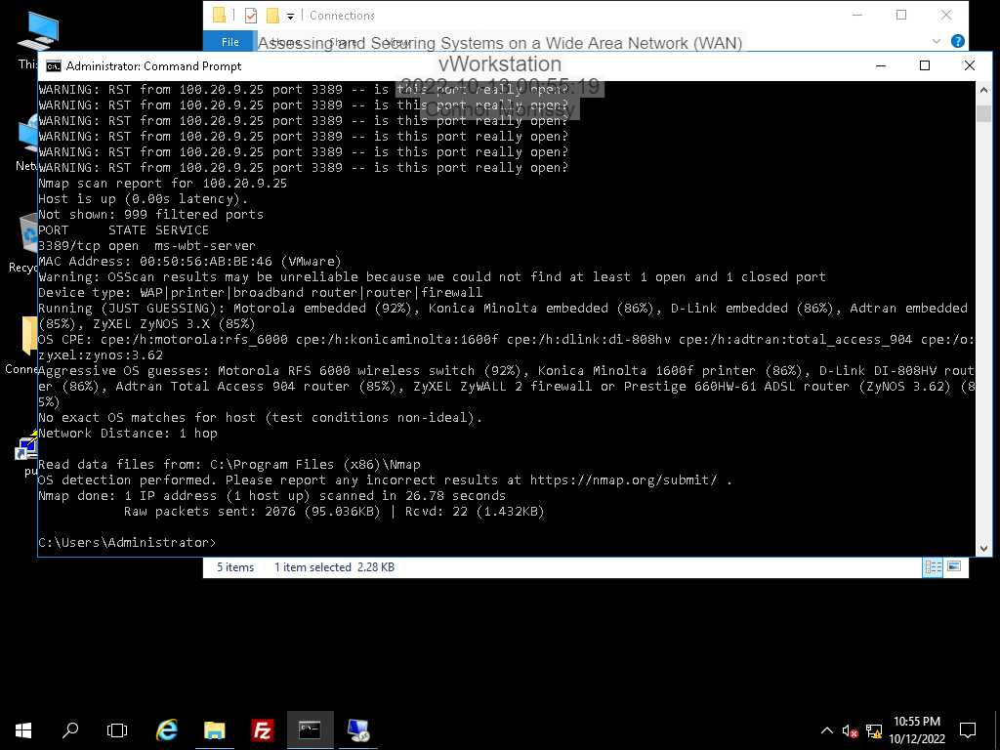 Connections
File
Assessing and Securing Systems on a Wide Area Network (WAN)
vWorkstation
This
Administrator: Command Prompt
WARNING: RST from 100.20.9.25 port 3389 -- is this port really open?
WARNING: RST from 100.20.9.25 port 3389 -- is this port really open?
WARNING: RST from 100.20.9.25 port 3389 -- is this port really open?
WARNING: RST from 100.20.9.25 port 3389 -- is this port really open?
WARNING: RST from 100.20.9.25 port 3389 -- is this port really open?
WARNING: RST from 100.20.9.25 port 3389 -- is this port really open?
Nmap scan report for 100.20.9.25
Host is up (0.00s latency).
Not shown: 999 filtered ports
PORT     STATE SERVICE
3389/tcp open  ms-wbt-server
MAC Address: 00:50:56:AB:BE:46 (VMware)
Warning: OSScan results may be unreliable because we could not find at least 1 open and 1 closed port
Device type: WAP|printer|broadband router|router|firewall
Running (JUST GUESSING): Motorola embedded (92%), Konica Minolta embedded (86%), D-Link embedded (86%), Adtran embedded
(85%), ZyXEL ZyNOS 3.X (85%)
OS CPE: cpe:/h:motorola:rfs_6000 cpe:/h:konicaminolta:1600f cpe:/h:dlink:di-808hv cpe:/h:adtran:total_access_904 cpe:/o:
zyxel:zynos:3.62
Aggressive OS guesses: Motorola RFS 6000 wireless switch (92%), Konica Minolta 1600f printer (86%), D-Link DI-808HV rout
er (86%), Adtran Total Access 904 router (85%), ZyXEL ZyWALL 2 firewall or Prestige 660HW-61 ADSL router (ZyNOS 3.62) (8
5%)
No exact OS matches for host (test conditions non-ideal).
Network Distance: 1 hop
Read data files from: C:\Program Files (x86)\Nmap
OS detection performed. Please report any incorrect results at https://nmap.org/submit/ .
Nmap done: 1 IP address (1 host up) scanned in 26.78 seconds
Raw packets sent: 2076 (95.036KB) | Rcvd: 22 (1.432KB)
C:\Users\Administrator>
Netw
Recyc
Conne
pu
5 items 1 item selected 2.28 KB
10:55 PM
10/12/2022